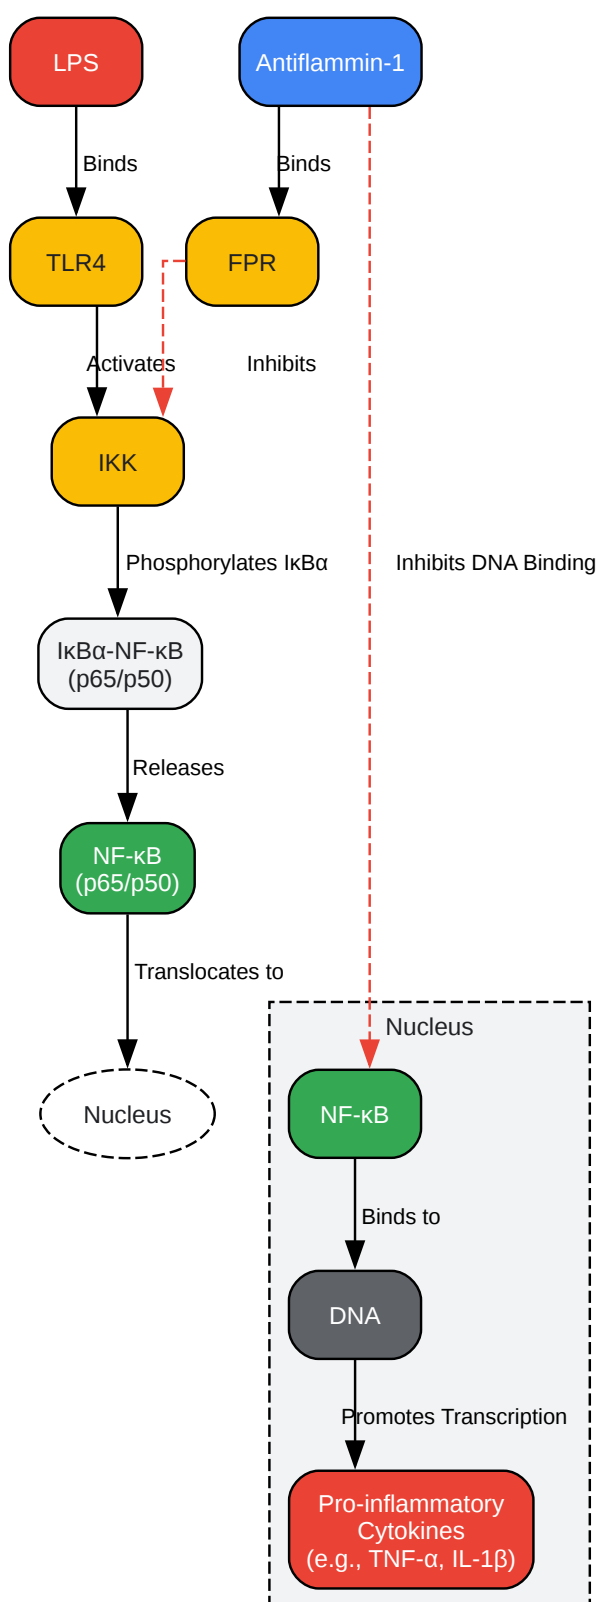 LPS
Antiflammin-1
Binds
Binds
TLR4
FPR
Activates
Inhibits
IKK
Phosphorylates IκBα
Inhibits DNA Binding
IκBα-NF-κB
(p65/p50)
Releases
NF-κB
(p65/p50)
Translocates to
Nucleus
Nucleus
NF-κB
Binds to
DNA
Promotes Transcription
Pro-inflammatory
Cytokines
(e.g., TNF-α, IL-1β)